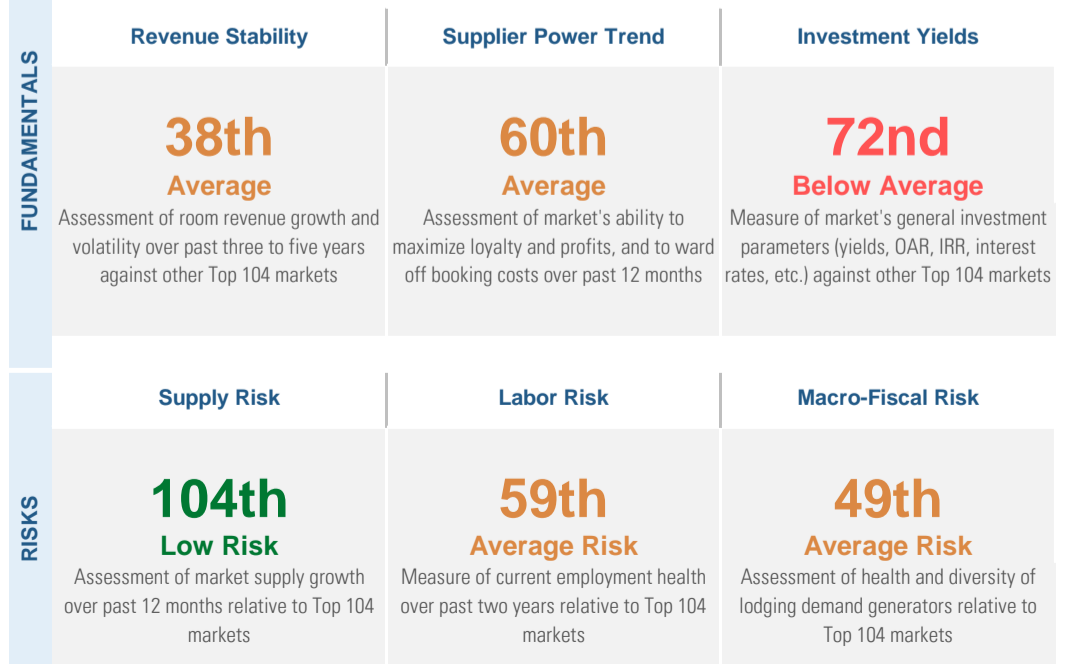 FUNDAMENTALS
Revenue Stability
38th
Average
Assessment of room revenue growth and
volatility over past three to five years
against other Top 104 markets
Supplier Power Trend
60th
Average
Assessment of market's ability to
maximize loyalty and profits, and to ward
off booking costs over past 12 months
Investment Yields
72nd
Below Average
Measure of market's general investment
parameters (yields, OAR, IRR, interest
rates, etc.) against other Top 104 markets
RISKS
Supply Risk
104th
Low Risk
Assessment of market supply growth
over past 12 months relative to Top 104
markets
Labor Risk
59th
Average Risk
Measure of current employment health
over past two years relative to Top 104
markets
Macro-Fiscal Risk
49th
Average Risk
Assessment of health and diversity of
lodging demand generators relative to
Top 104 markets